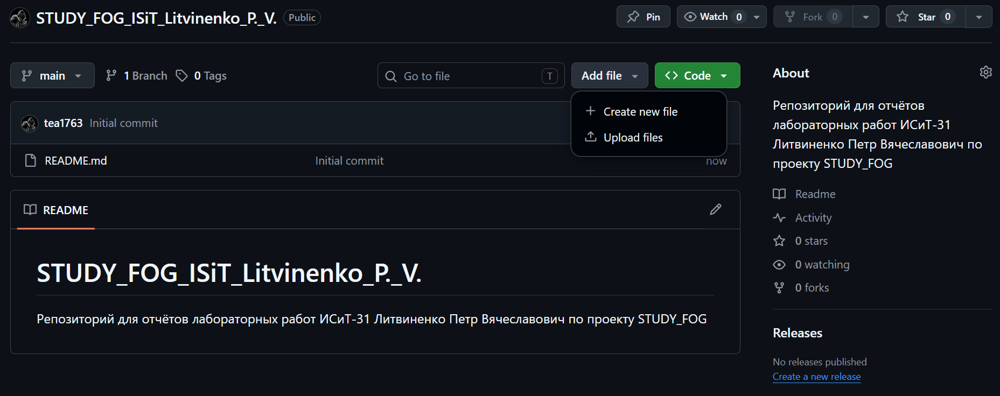 STUDY_FOG_ISiT_Litvinenko_P._V. Public
Pin
Watch 0
Fork 0
Star 0
main
1 Branch
0 Tags
Go to file T
Add file
Code
Create new file
Upload files
tea1763 Initial commit
README.md Initial commit now
README
STUDY_FOG_ISiT_Litvinenko_P._V.
Репозиторий для отчётов лабораторных работ ИСиТ-31 Литвиненко Петр Вячеславович по проекту STUDY_FOG
About
Репозиторий для отчётов
лабораторных работ ИСиТ-31
Литвиненко Петр Вячеславович по
проекту STUDY_FOG
Readme
Activity
0 stars
0 watching
0 forks
Releases
No releases published
Create a new release